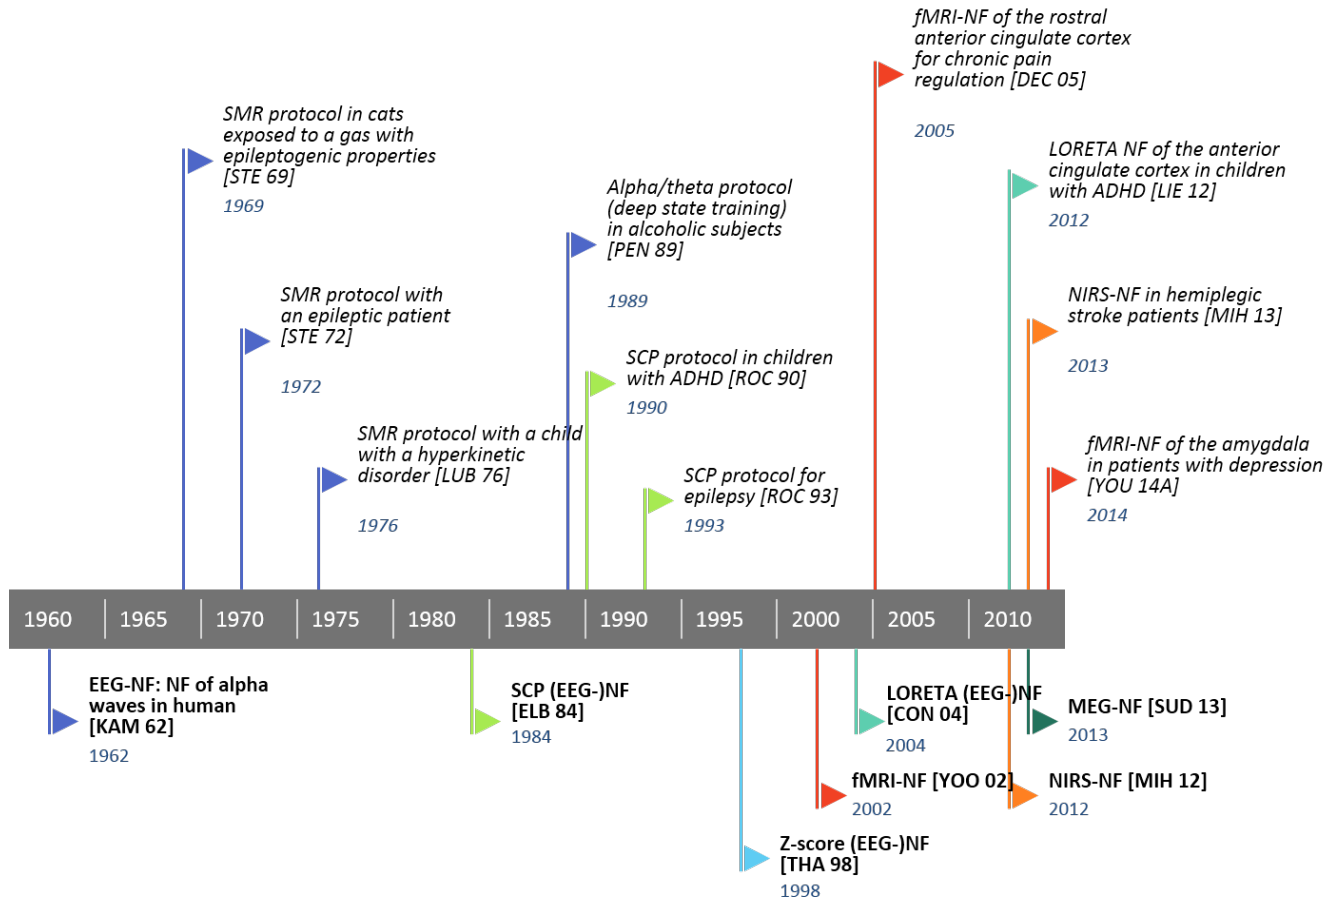 fMRI-NF of the rostral
anterior cingulate cortex
for chronic pain
regulation [DEC 05]
2005
SMR protocol in cats
exposed to a gas with
epileptogenic properties
[STE 69]
1969
LORETA NF of the anterior
cingulate cortex in children
with ADHD [LIE 12]
2012
Alpha/theta protocol
(deep state training)
in alcoholic subjects
[PEN 89]
1989
SMR protocol with
an epileptic patient
[STE 72]
1972
NIRS-NF in hemiplegic
stroke patients [MIH 13]
2013
SCP protocol in children
with ADHD [ROC 90]
1990
SMR protocol with a child
with a hyperkinetic
disorder [LUB 76]
1976
fMRI-NF of the amygdala
in patients with depression
[YOU 14A]
2014
SCP protocol for
epilepsy [ROC 93]
1993
1960 1965 1970 1975 1980 1985 1990 1995 2000 2005 2010
EEG-NF: NF of alpha
waves in human
[KAM 62]
1962
SCP (EEG-)NF
[ELB 84]
1984
LORETA (EEG-)NF
[CON 04]
2004
MEG-NF [SUD 13]
2013
fMRI-NF [YOO 02]
2002
NIRS-NF [MIH 12]
2012
Z-score (EEG-)NF
[THA 98]
1998